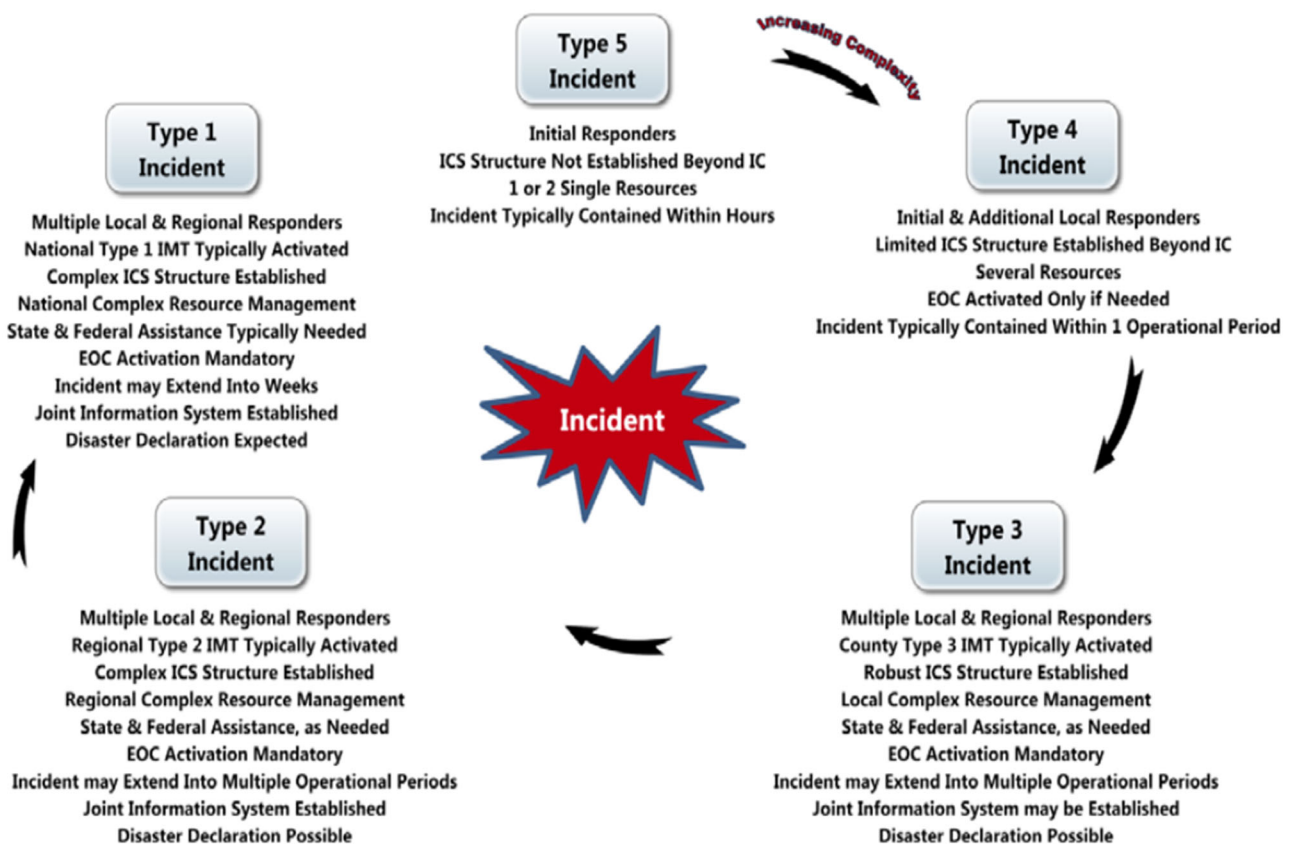 Type 5
Incident
Initial Responders
ICS Structure Not Established Beyond IC
1 or 2 Single Resources
Incident Typically Contained Within Hours
Increasing Complexity
Type 4
Incident
Initial & Additional Local Responders
Limited ICS Structure Established Beyond IC
Several Resources
EOC Activated Only if Needed
Incident Typically Contained Within 1 Operational Period
Type 3
Incident
Multiple Local & Regional Responders
County Type 3 IMT Typically Activated
Robust ICS Structure Established
Local Complex Resource Management
State & Federal Assistance, as Needed
EOC Activation Mandatory
Incident may Extend Into Multiple Operational Periods
Joint Information System may be Established
Disaster Declaration Possible
Type 2
Incident
Multiple Local & Regional Responders
Regional Type 2 IMT Typically Activated
Complex ICS Structure Established
Regional Complex Resource Management
State & Federal Assistance, as Needed
EOC Activation Mandatory
Incident may Extend Into Multiple Operational Periods
Joint Information System Established
Disaster Declaration Possible
Type 1
Incident
Multiple Local & Regional Responders
National Type 1 IMT Typically Activated
Complex ICS Structure Established
National Complex Resource Management
State & Federal Assistance Typically Needed
EOC Activation Mandatory
Incident may Extend Into Weeks
Joint Information System Established
Disaster Declaration Expected
Incident